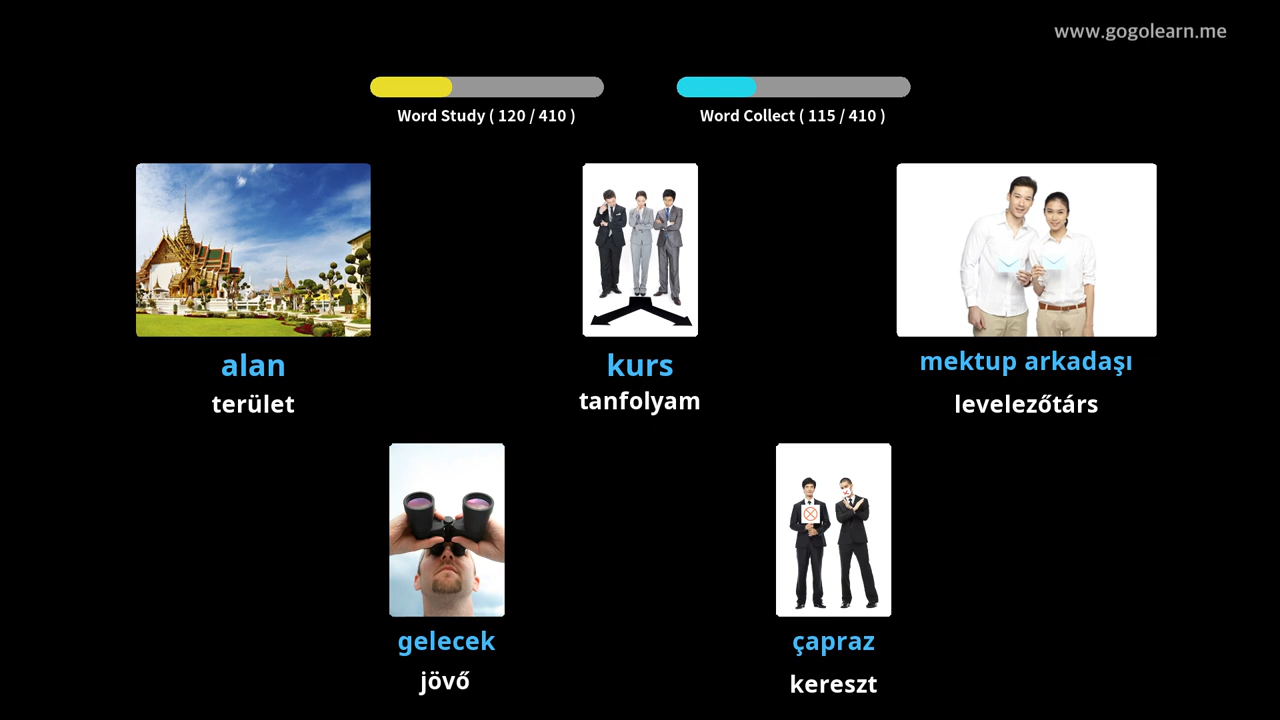 www.gogolearn.me
Word Study ( 120 / 410 )
Word Collect ( 115 / 410 )
alan
terület
kurs
tanfolyam
mektup arkadaşı
levelezőtárs
gelecek
jövő
çapraz
kereszt